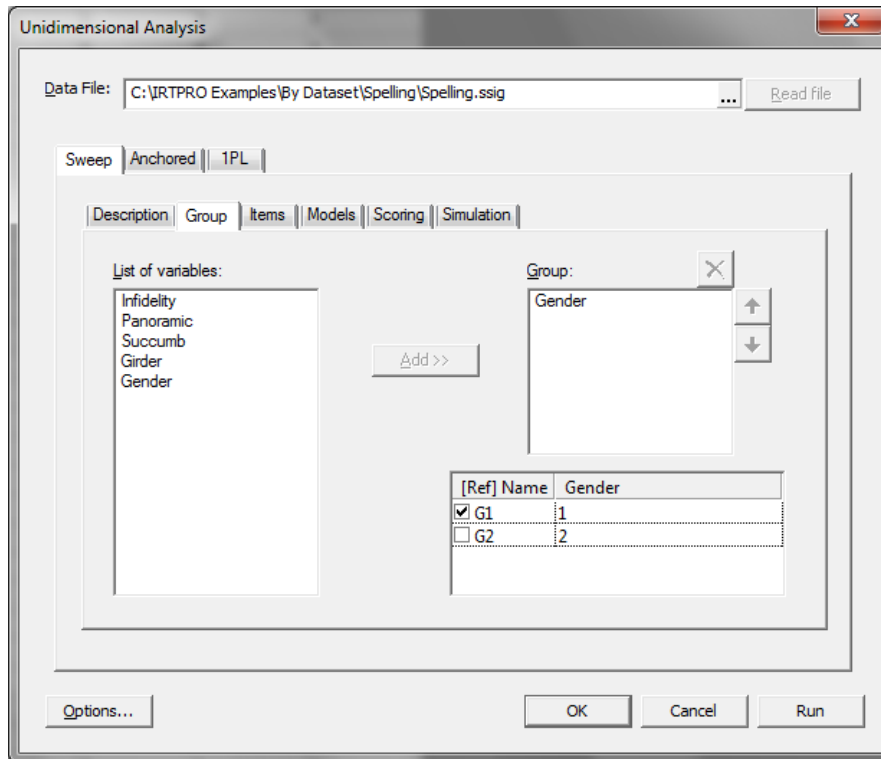 Unidimensional Analysis
Data File: C:\IRTPRO Examples\By Dataset\Spelling\Spelling.ssig ... Read file
Sweep Anchored 1PL
Description Group Items Models Scoring Simulation
List of variables: Group:
Infidelity Gender
Panoramic
Succumb
Girder
Gender
Add >>
[Ref] Name Gender
G1 1
G2 2
Options... OK Cancel Run